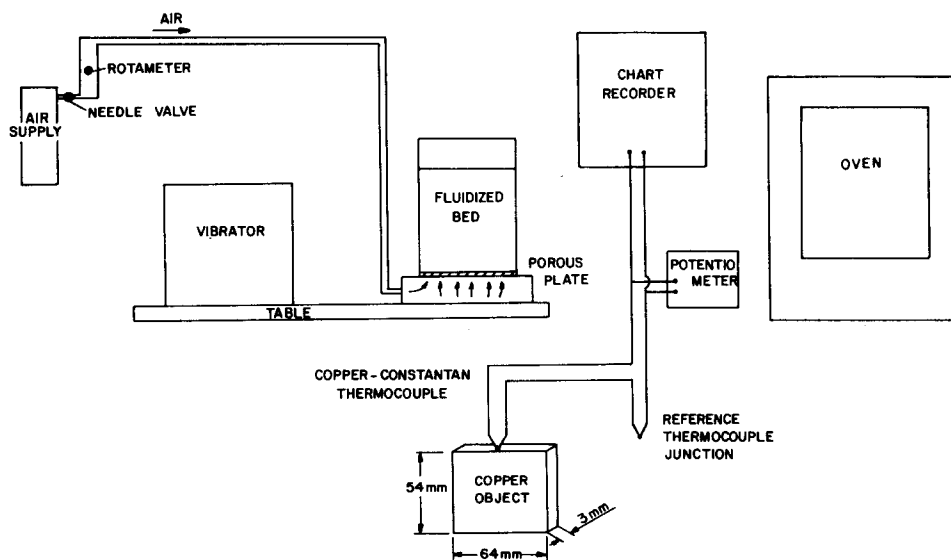 AIR
ROTAMETER
NEEDLE VALVE
AIR
SUPPLY
VIBRATOR
TABLE
FLUIDIZED
BED
POROUS
PLATE
CHART
RECORDER
POTENTIO
METER
OVEN
COPPER-CONSTANTAN
THERMOCOUPLE
REFERENCE
THERMOCOUPLE
JUNCTION
COPPER
OBJECT
54mm
64mm
3mm